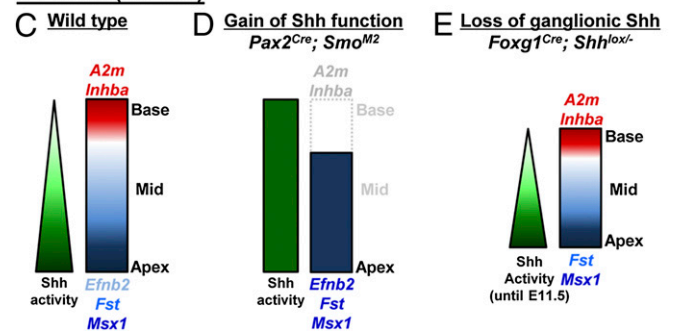 C Wild type
A2m
Inhba
Base
Mid
Apex
Shh
activity
Efnb2
Fst
Msx1
D Gain of Shh function
Pax2Cre; SmoM2
A2m
Inhba
Base
Mid
Apex
Shh
activity
Efnb2
Fst
Msx1
E Loss of ganglionic Shh
Foxg1Cre; Shhlox/-
A2m
Inhba
Base
Mid
Apex
Shh
Activity
(until E11.5)
Fst
Msx1